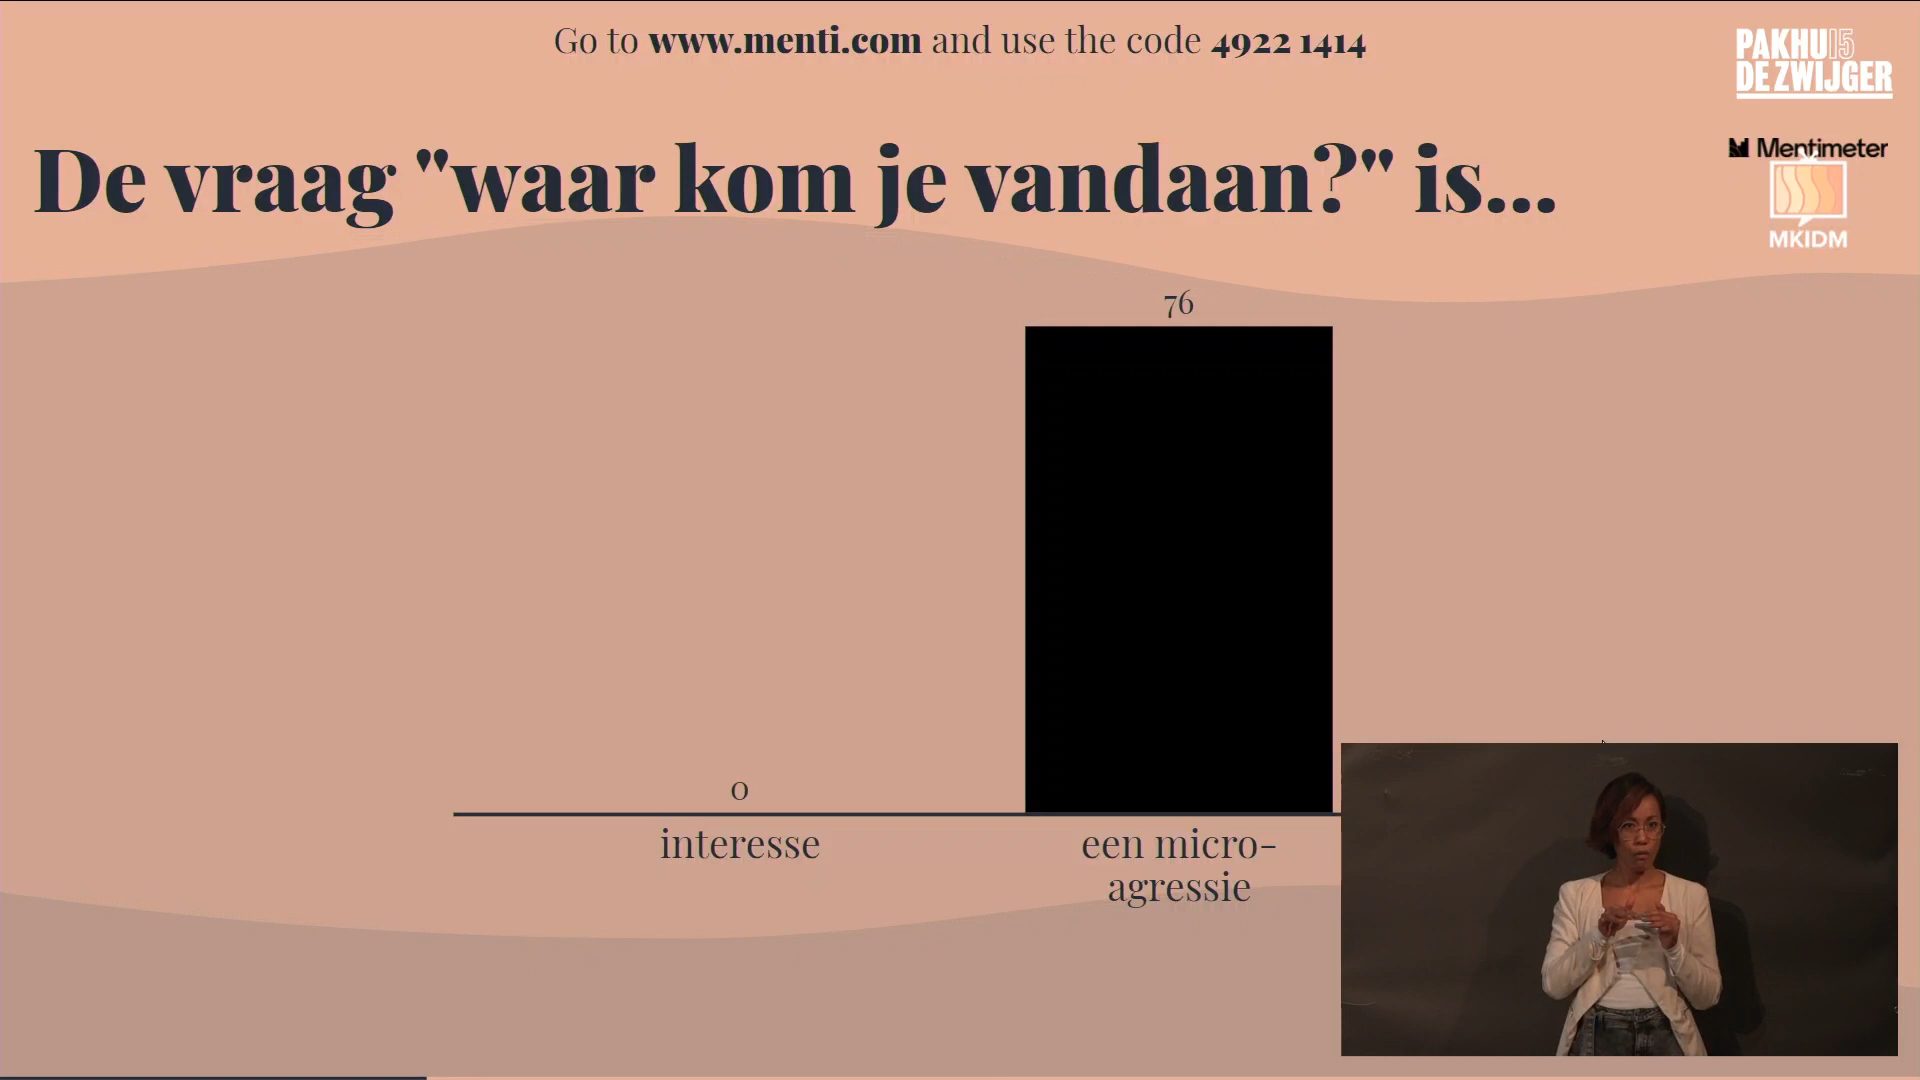 Go to www.menti.com and use the code 4922 1414
PAKHU15
DE ZWIJGER
De vraag "waar kom je vandaan?" is...
Mentimeter
MKIDM
76
0
interesse
een micro-
agressie